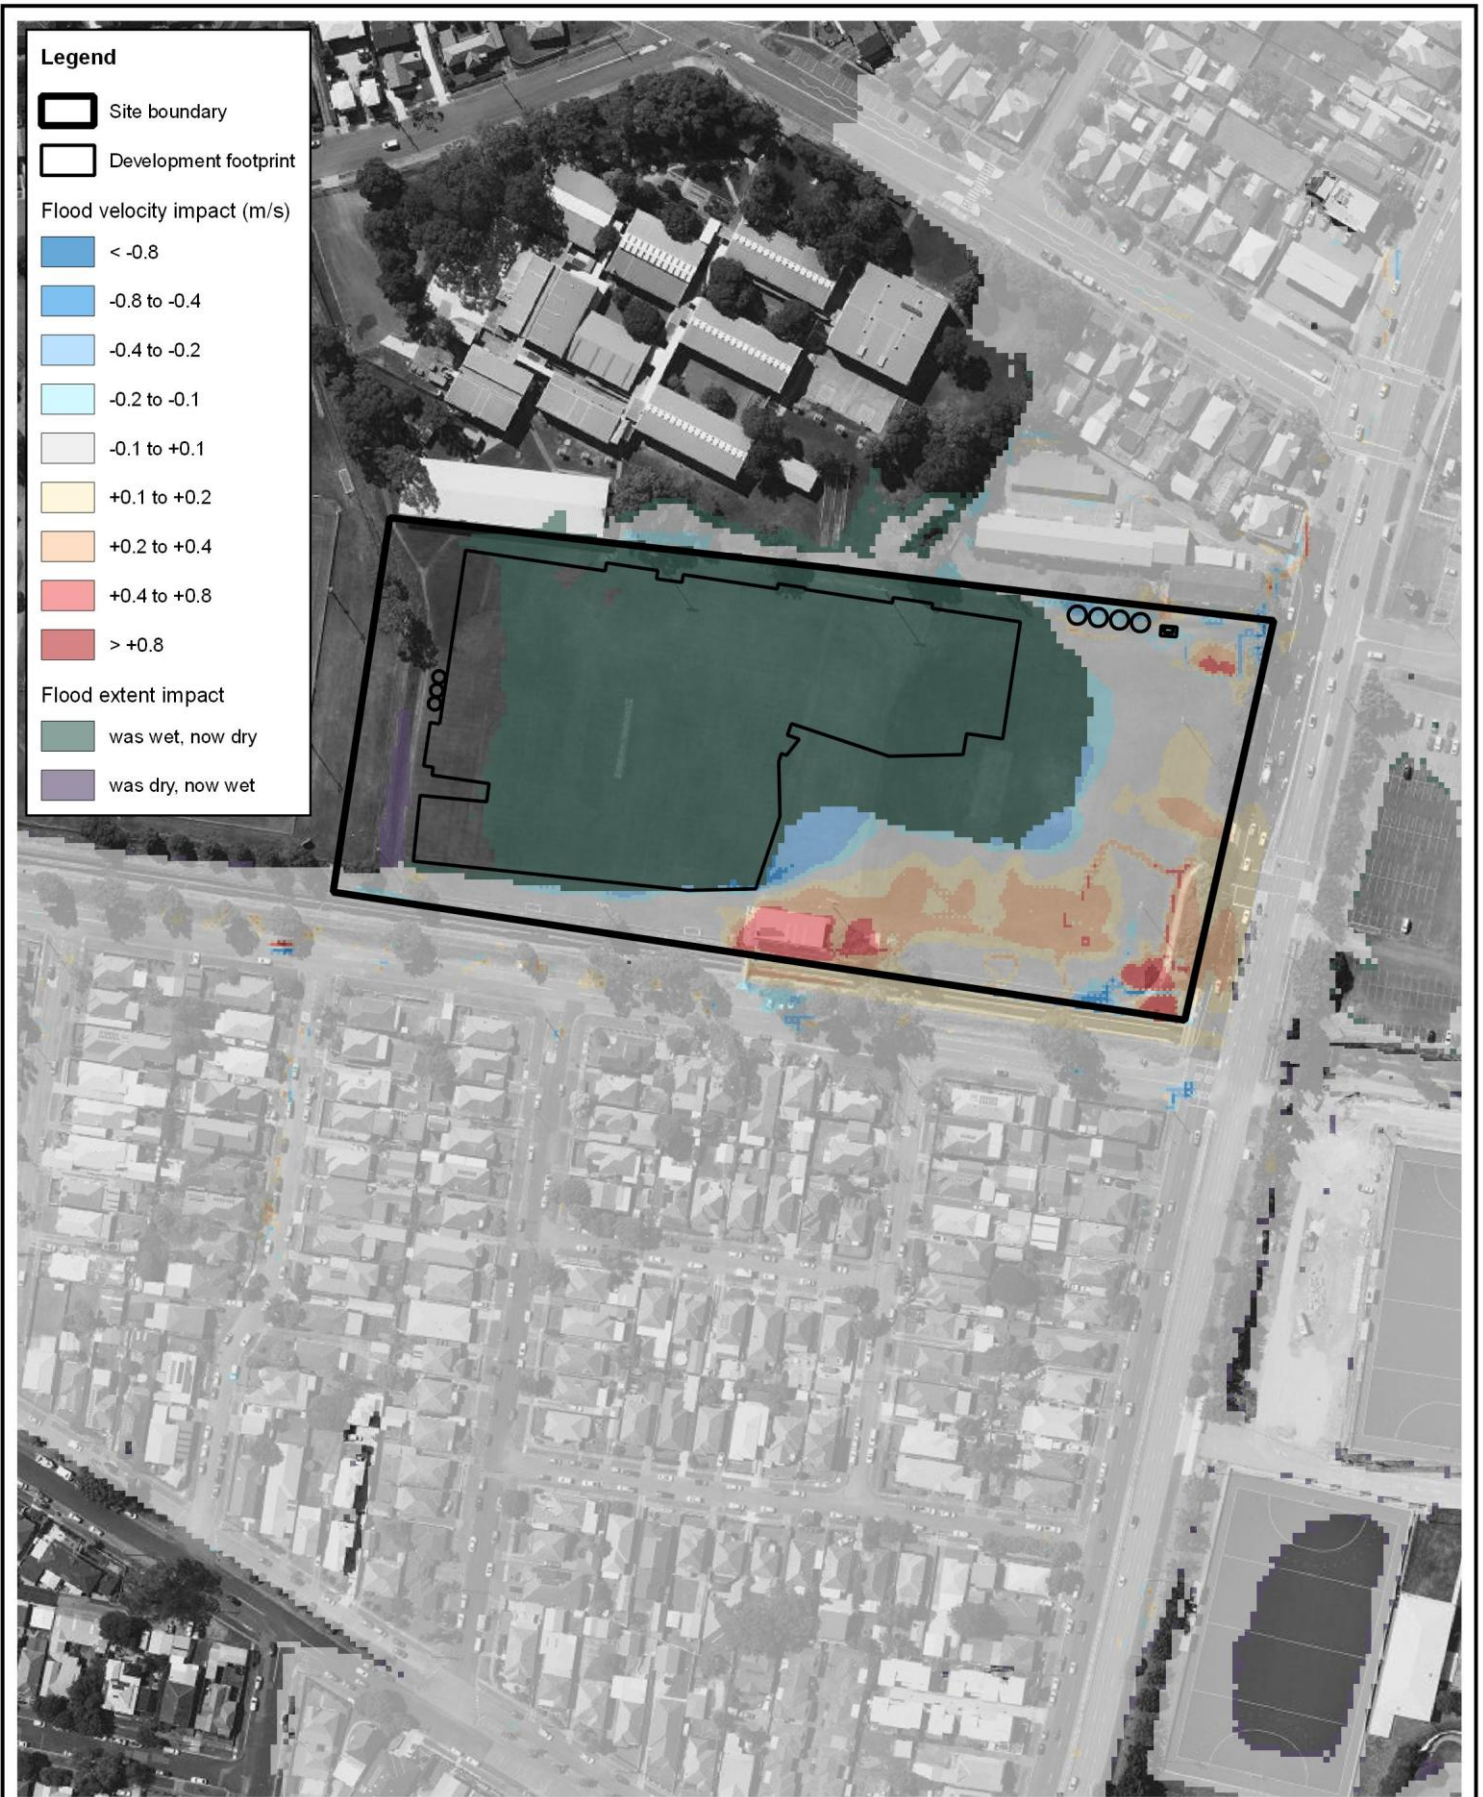 Legend
Site boundary
Development footprint
Flood velocity impact (m/s)
< -0.8
-0.8 to -0.4
-0.4 to -0.2
-0.2 to -0.1
-0.1 to +0.1
+0.1 to +0.2
+0.2 to +0.4
+0.4 to +0.8
> +0.8
Flood extent impact
was wet, now dry
was dry, now wet